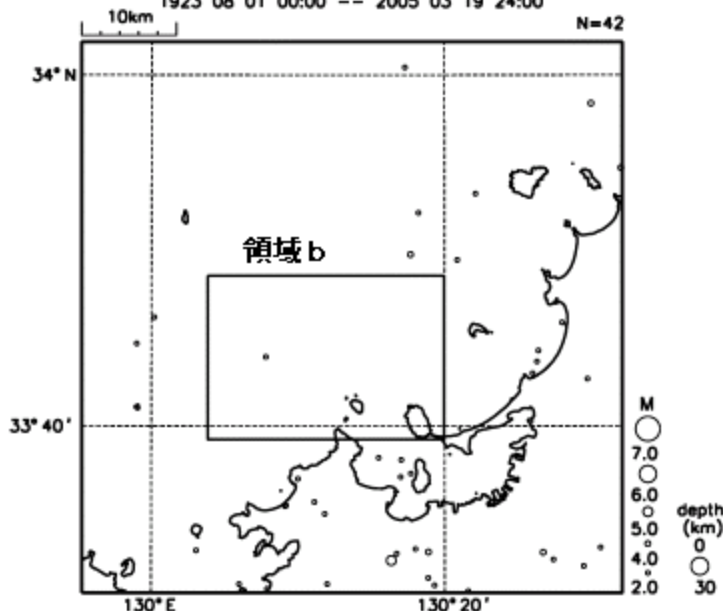 1923 08 01 00:00 -- 2005 03 19 24:00
10km
N=42
34°N
領域b
33°40'
M
7.0
6.0
5.0
4.0
2.0
depth
(km)
0
30
130°E
130°20'